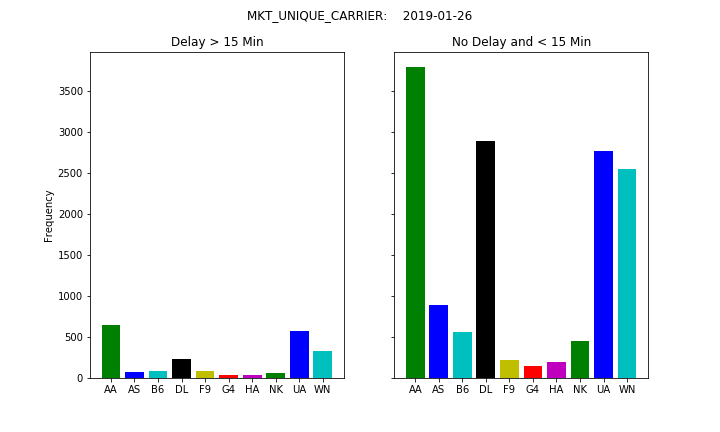 MKT_UNIQUE_CARRIER: 2019-01-26
Delay > 15 Min
No Delay and < 15 Min
Frequency
3500
3000
2500
2000
1500
1000
500
0
AA AS B6 DL F9 G4 HA NK UA WN
AA AS B6 DL F9 G4 HA NK UA WN